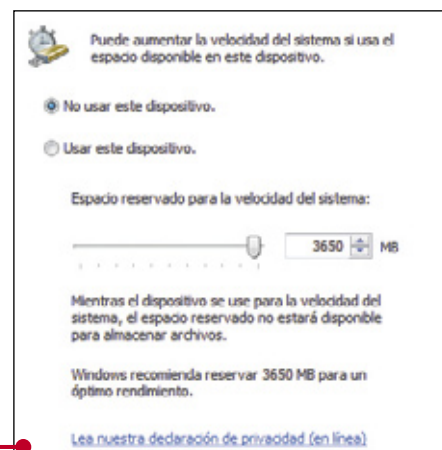 Puede aumentar la velocidad del sistema si usa el
espacio disponible en este dispositivo.
No usar este dispositivo.
Usar este dispositivo.
Espacio reservado para la velocidad del sistema:
3650 MB
Mientras el dispositivo se use para la velocidad del
sistema, el espacio reservado no estará disponible
para almacenar archivos.
Windows recomienda reservar 3650 MB para un
óptimo rendimiento.
Lea nuestra declaración de privacidad (en línea)